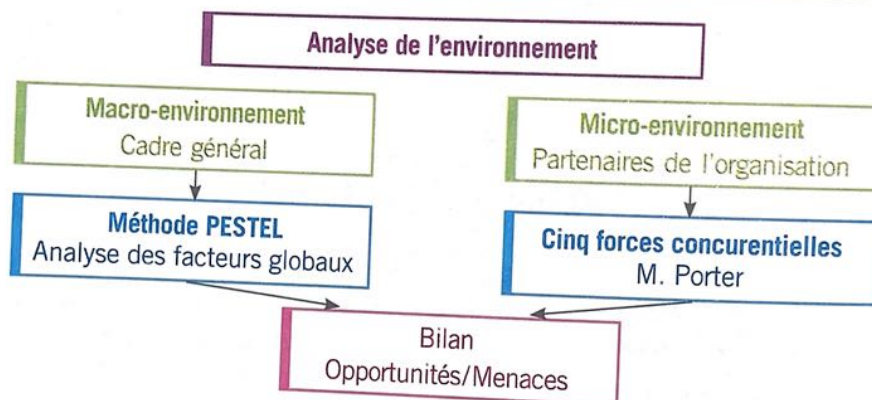 Analyse de l'environnement
Macro-environnement
Cadre général
Micro-environnement
Partenaires de l'organisation
Méthode PESTEL
Analyse des facteurs globaux
Cinq forces concurentielles
M. Porter
Bilan
Opportunités/Menaces